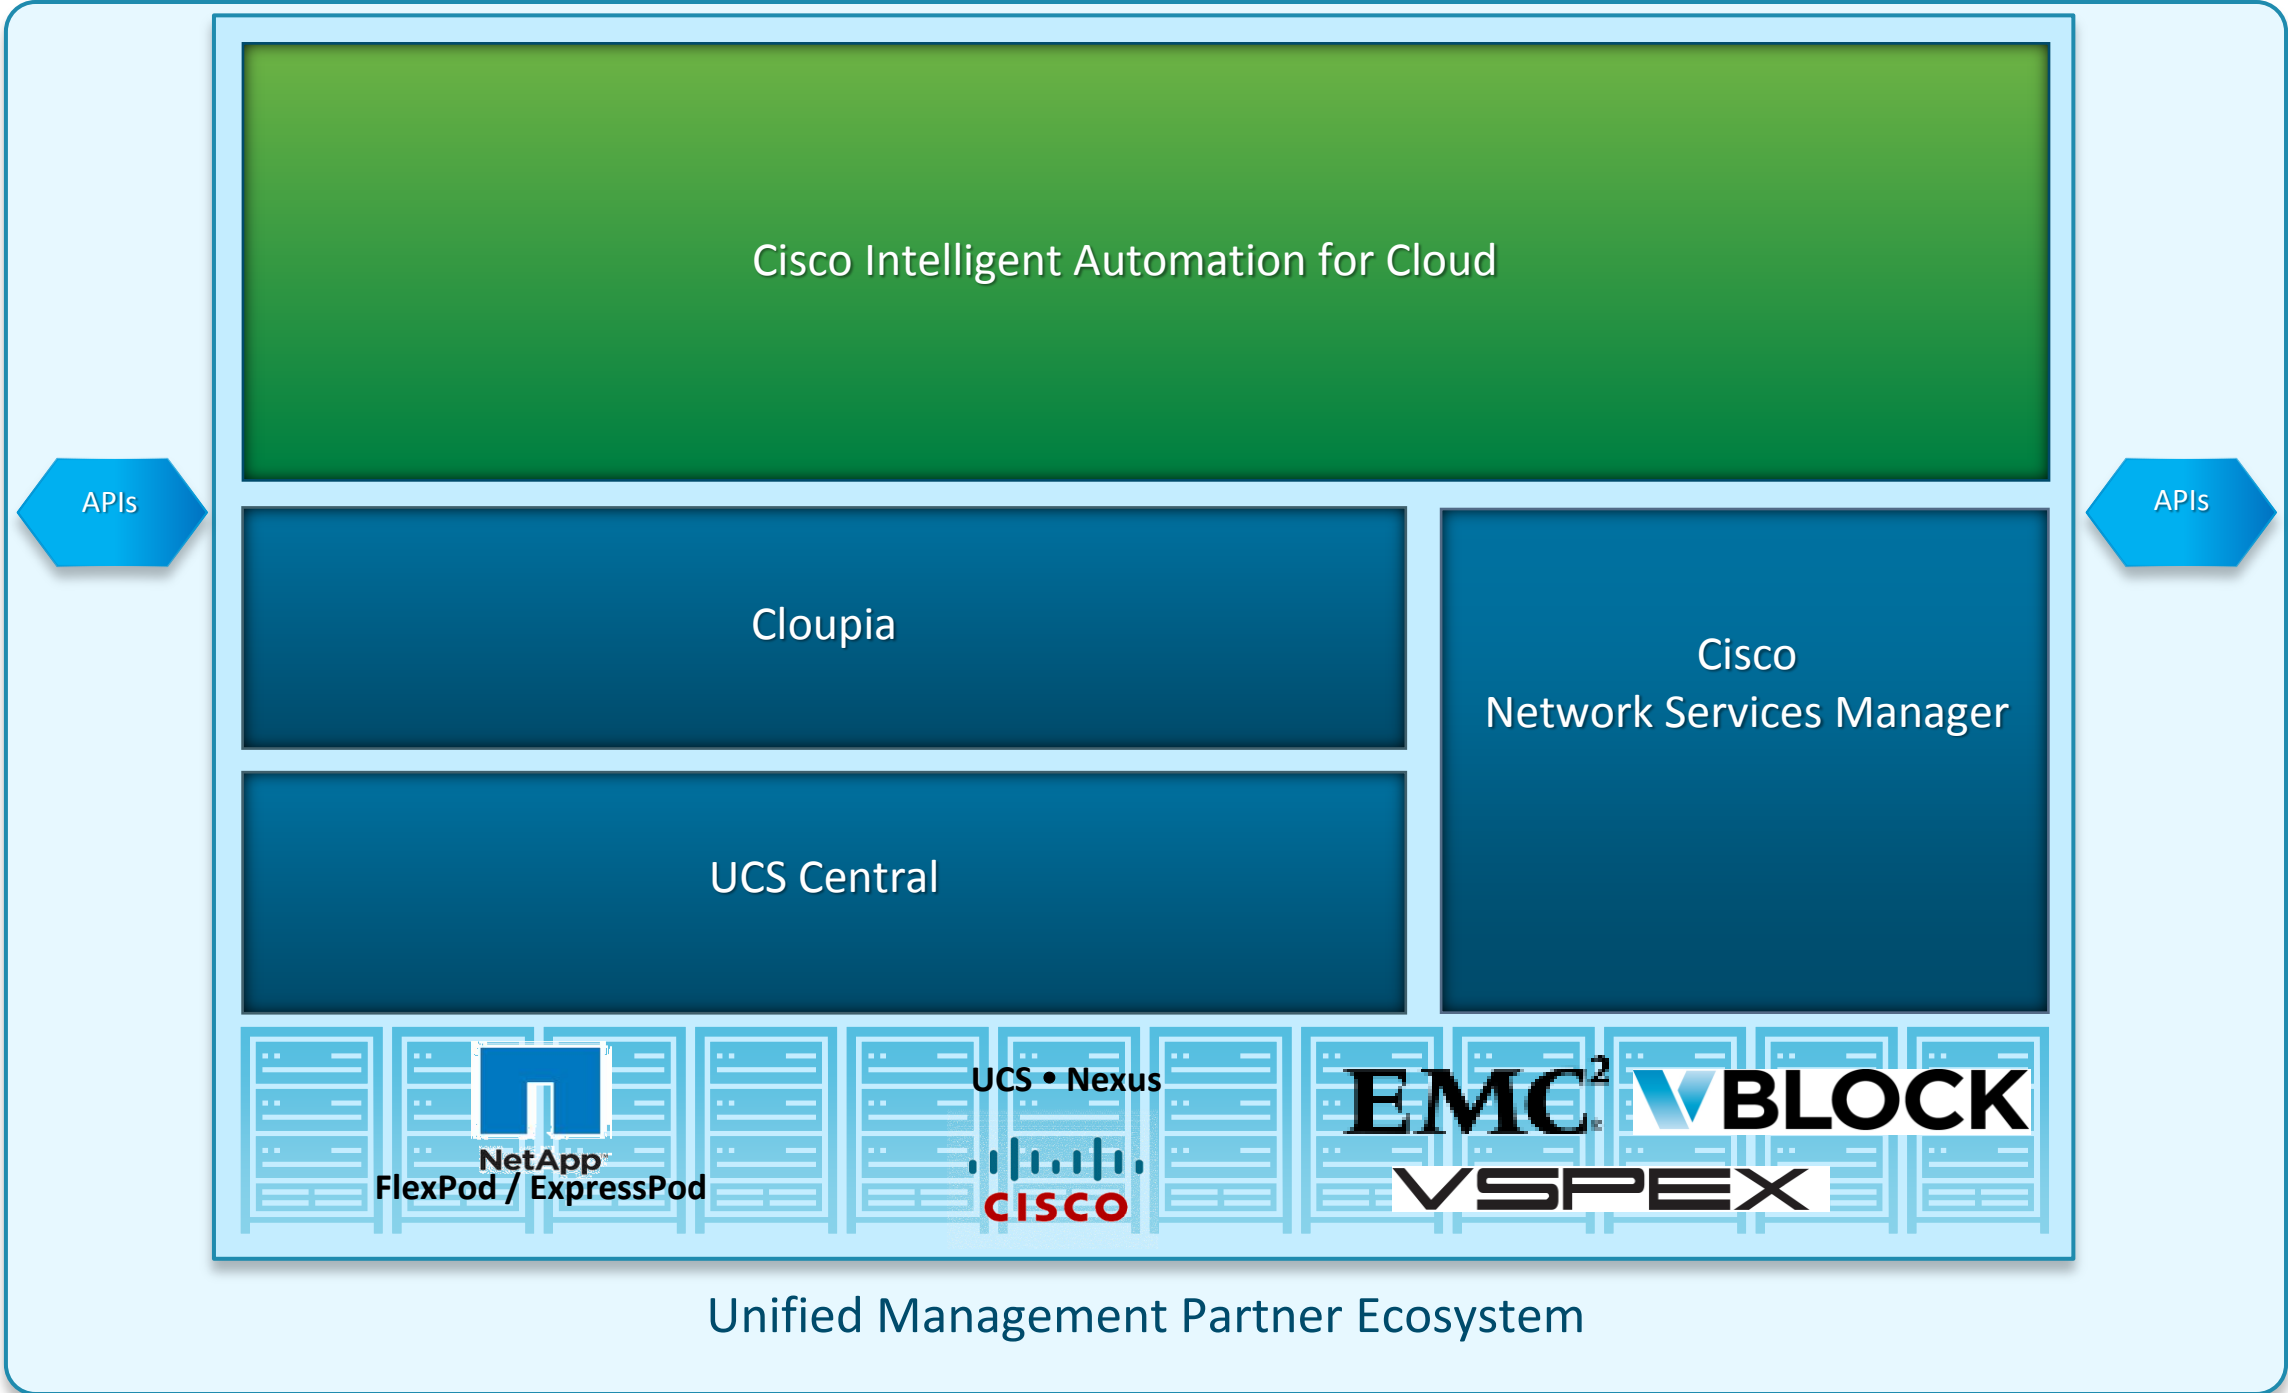 Cisco Intelligent Automation for Cloud
APIs
APIs
Cloupia
Cisco
Network Services Manager
UCS Central
NetApp™
FlexPod / ExpressPod
UCS • Nexus
CISCO
EMC²
VBLOCK
VSPEX
Unified Management Partner Ecosystem